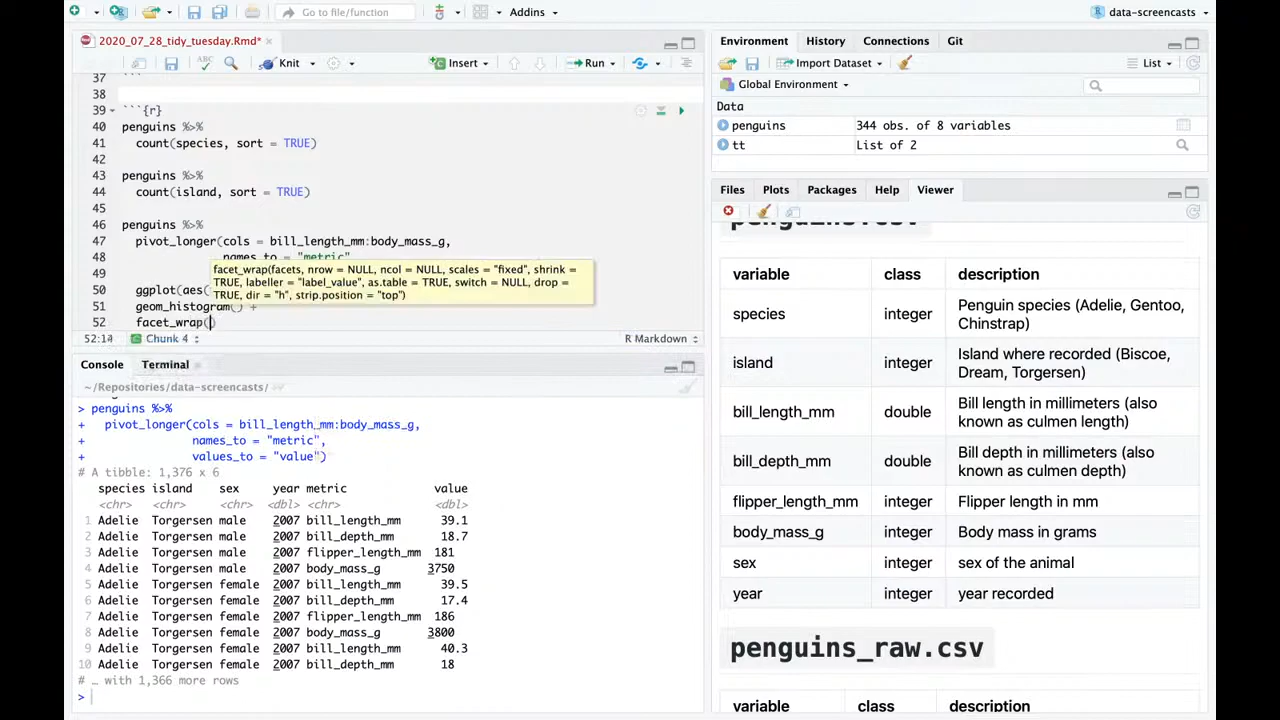 Go to file/function
Addins
data-screencasts
2020_07_28_tidy_tuesday.Rmd*
ABC
Knit
Insert
Run
37 ```
38
39 ```{r}
40 penguins %>%
41 count(species, sort = TRUE)
42
43 penguins %>%
44 count(island, sort = TRUE)
45
46 penguins %>%
47 pivot_longer(cols = bill_length_mm:body_mass_g,
48 names_to = "metric"
49
facet_wrap(facets, nrow = NULL, ncol = NULL, scales = "fixed", shrink =
TRUE, labeller = "label_value", as.table = TRUE, switch = NULL, drop =
TRUE, dir = "h", strip.position = "top")
50 ggplot(aes(
51 geom_histogram() +
52 facet_wrap()
52:14 Chunk 4 R Markdown
Console Terminal
~/Repositories/data-screencasts/
> penguins %>%
+ pivot_longer(cols = bill_length_mm:body_mass_g,
+ names_to = "metric",
+ values_to = "value")
# A tibble: 1,376 x 6
species island sex year metric value
<chr> <chr> <chr> <dbl> <chr> <dbl>
1 Adelie Torgersen male 2007 bill_length_mm 39.1
2 Adelie Torgersen male 2007 bill_depth_mm 18.7
3 Adelie Torgersen male 2007 flipper_length_mm 181
4 Adelie Torgersen male 2007 body_mass_g 3750
5 Adelie Torgersen female 2007 bill_length_mm 39.5
6 Adelie Torgersen female 2007 bill_depth_mm 17.4
7 Adelie Torgersen female 2007 flipper_length_mm 186
8 Adelie Torgersen female 2007 body_mass_g 3800
9 Adelie Torgersen female 2007 bill_length_mm 40.3
10 Adelie Torgersen female 2007 bill_depth_mm 18
# … with 1,366 more rows
>
Environment History Connections Git
Import Dataset
List
Global Environment
Data
penguins 344 obs. of 8 variables
tt List of 2
Files Plots Packages Help Viewer
penguins.csv
variable class description
species integer Penguin species (Adelie, Gentoo,
Chinstrap)
island integer Island where recorded (Biscoe,
Dream, Torgersen)
bill_length_mm double Bill length in millimeters (also
known as culmen length)
bill_depth_mm double Bill depth in millimeters (also
known as culmen depth)
flipper_length_mm integer Flipper length in mm
body_mass_g integer Body mass in grams
sex integer sex of the animal
year integer year recorded
penguins_raw.csv
variable class description